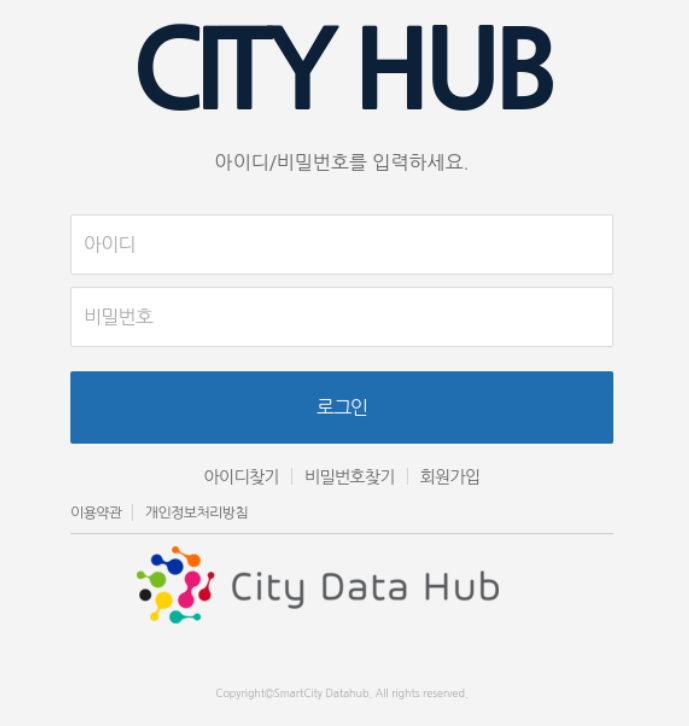 CITY HUB
아이디/비밀번호를 입력하세요.
아이디
비밀번호
로그인
아이디찾기 | 비밀번호찾기 | 회원가입
이용약관 | 개인정보처리방침
City Data Hub
Copyright©SmartCity Datahub. All rights reserved.